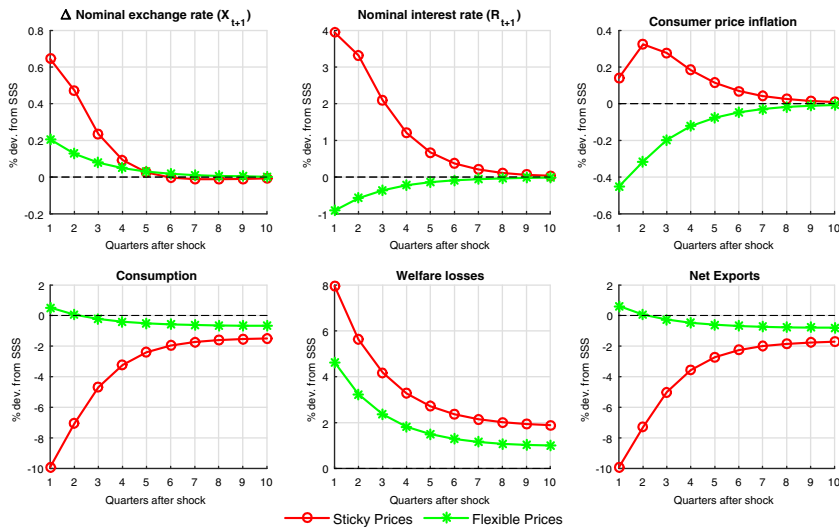 Δ Nominal exchange rate (X_{t+1})
% dev. from SSS
0.8
0.6
0.4
0.2
0
-0.2
1 2 3 4 5 6 7 8 9 10
Quarters after shock
Nominal interest rate (R_{t+1})
% dev. from SSS
4
3
2
1
0
-1
1 2 3 4 5 6 7 8 9 10
Quarters after shock
Consumer price inflation
% dev. from SSS
0.4
0.2
0
-0.2
-0.4
-0.6
1 2 3 4 5 6 7 8 9 10
Quarters after shock
Consumption
% dev. from SSS
2
0
-2
-4
-6
-8
-10
1 2 3 4 5 6 7 8 9 10
Quarters after shock
Welfare losses
% dev. from SSS
8
6
4
2
0
1 2 3 4 5 6 7 8 9 10
Quarters after shock
Net Exports
% dev. from SSS
2
0
-2
-4
-6
-8
-10
1 2 3 4 5 6 7 8 9 10
Quarters after shock
Sticky Prices
Flexible Prices